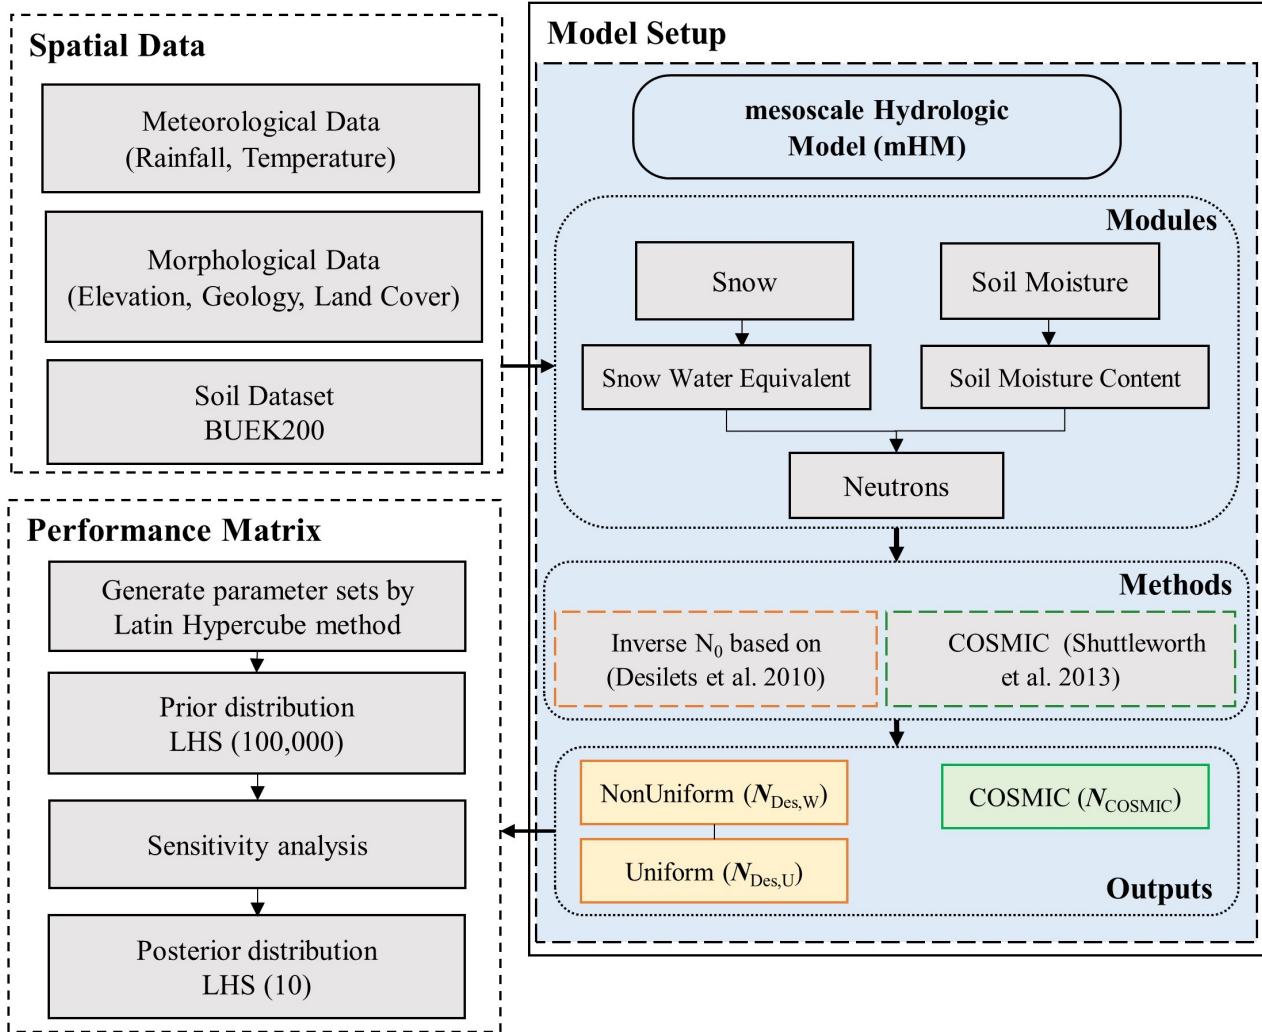 Spatial Data
Meteorological Data
(Rainfall, Temperature)
Morphological Data
(Elevation, Geology, Land Cover)
Soil Dataset
BUEK200
Performance Matrix
Generate parameter sets by
Latin Hypercube method
Prior distribution
LHS (100,000)
Sensitivity analysis
Posterior distribution
LHS (10)
Model Setup
mesoscale Hydrologic
Model (mHM)
Modules
Snow
Soil Moisture
Snow Water Equivalent
Soil Moisture Content
Neutrons
Methods
Inverse N₀ based on
(Desilets et al. 2010)
COSMIC (Shuttleworth
et al. 2013)
NonUniform (N_Des,W)
Uniform (N_Des,U)
COSMIC (N_COSMIC)
Outputs